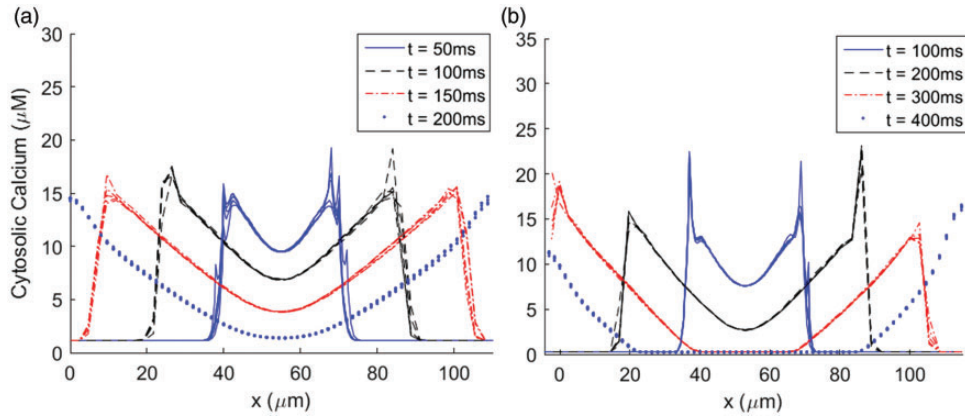 (a)
Cytosolic Calcium (μM)
30
25
20
15
10
5
0
0 20 40 60 80 100
x (μm)
t = 50ms
t = 100ms
t = 150ms
t = 200ms
(b)
35
30
25
20
15
10
5
0
0 20 40 60 80 100
x (μm)
t = 100ms
t = 200ms
t = 300ms
t = 400ms